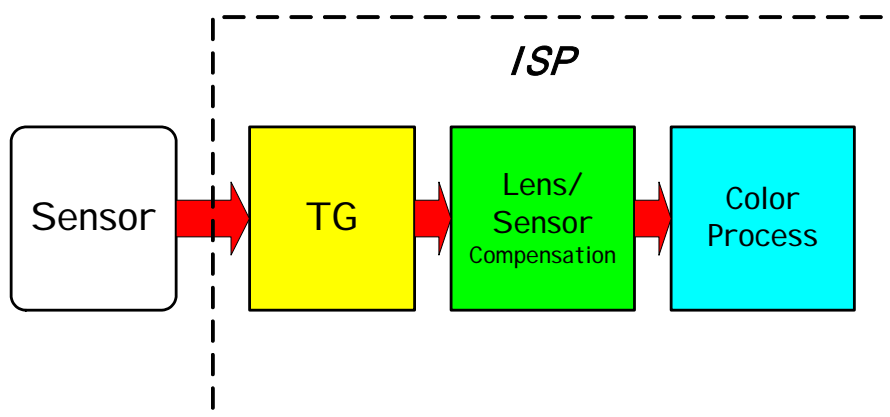 ISP
Sensor
TG
Lens/
Sensor
Compensation
Color
Process